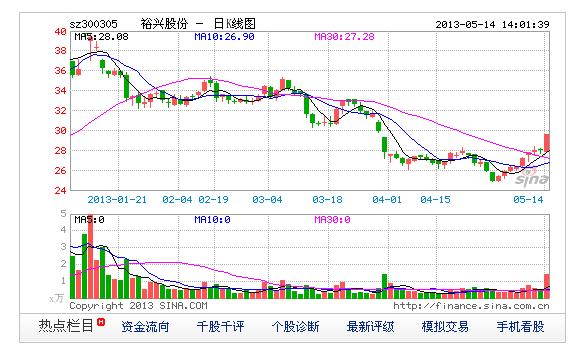 sz300305 裕兴股份 - 日K线图 2013-05-14 14:01:39
40 MA5:28.08 MA10:26.90 MA30:27.28
38
36
34
32
30
28
26
24
sina
2013-01-21 02-04 02-19 03-04 03-18 04-01 04-15 05-14
5 MA5:0 MA10:0 MA30:0
4
3
2
1
x万
Copyright 2013 SINA.COM http://finance.sina.com.cn
热点栏目 H 资金流向 千股千评 个股诊断 最新评级 模拟交易 手机看股